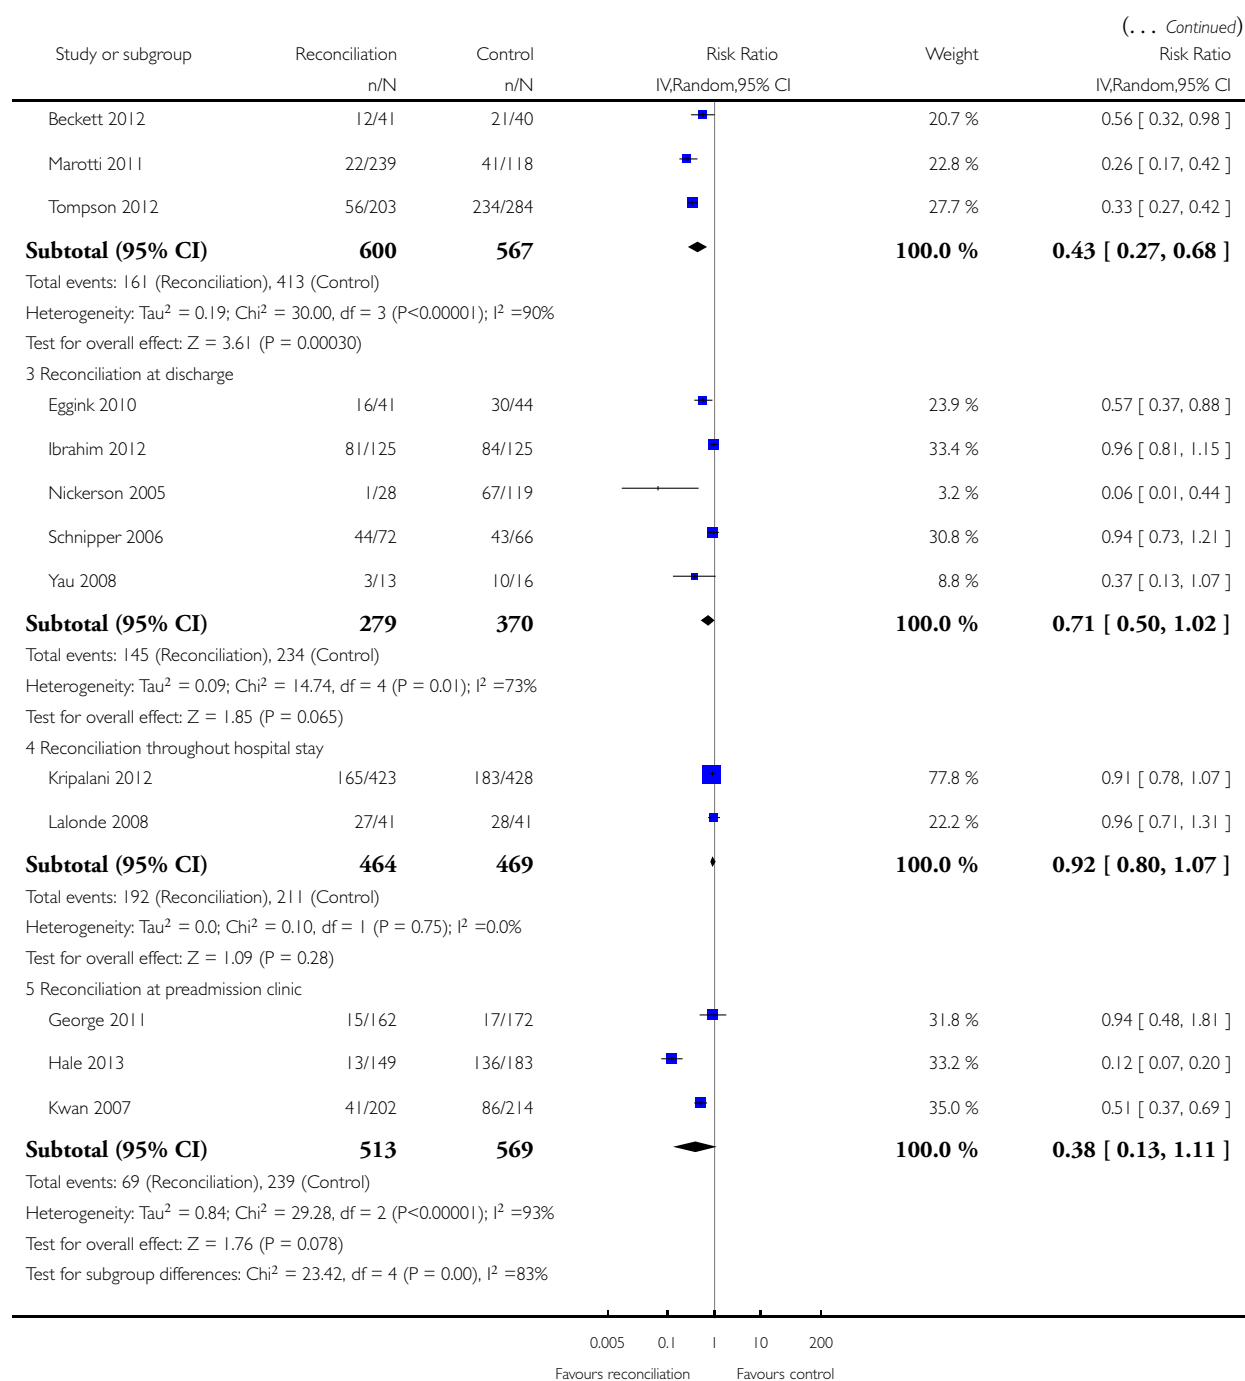 (... Continued)
Study or subgroup Reconciliation Control Risk Ratio Weight Risk Ratio
n/N n/N IV,Random,95% CI IV,Random,95% CI
Beckett 2012 12/41 21/40 20.7 % 0.56 [ 0.32, 0.98 ]
Marotti 2011 22/239 41/118 22.8 % 0.26 [ 0.17, 0.42 ]
Tompson 2012 56/203 234/284 27.7 % 0.33 [ 0.27, 0.42 ]
Subtotal (95% CI) 600 567 100.0 % 0.43 [ 0.27, 0.68 ]
Total events: 161 (Reconciliation), 413 (Control)
Heterogeneity: Tau² = 0.19; Chi² = 30.00, df = 3 (P<0.00001); I² =90%
Test for overall effect: Z = 3.61 (P = 0.00030)
3 Reconciliation at discharge
Eggink 2010 16/41 30/44 23.9 % 0.57 [ 0.37, 0.88 ]
Ibrahim 2012 81/125 84/125 33.4 % 0.96 [ 0.81, 1.15 ]
Nickerson 2005 1/28 67/119 3.2 % 0.06 [ 0.01, 0.44 ]
Schnipper 2006 44/72 43/66 30.8 % 0.94 [ 0.73, 1.21 ]
Yau 2008 3/13 10/16 8.8 % 0.37 [ 0.13, 1.07 ]
Subtotal (95% CI) 279 370 100.0 % 0.71 [ 0.50, 1.02 ]
Total events: 145 (Reconciliation), 234 (Control)
Heterogeneity: Tau² = 0.09; Chi² = 14.74, df = 4 (P = 0.01); I² =73%
Test for overall effect: Z = 1.85 (P = 0.065)
4 Reconciliation throughout hospital stay
Kripalani 2012 165/423 183/428 77.8 % 0.91 [ 0.78, 1.07 ]
Lalonde 2008 27/41 28/41 22.2 % 0.96 [ 0.71, 1.31 ]
Subtotal (95% CI) 464 469 100.0 % 0.92 [ 0.80, 1.07 ]
Total events: 192 (Reconciliation), 211 (Control)
Heterogeneity: Tau² = 0.0; Chi² = 0.10, df = 1 (P = 0.75); I² =0.0%
Test for overall effect: Z = 1.09 (P = 0.28)
5 Reconciliation at preadmission clinic
George 2011 15/162 17/172 31.8 % 0.94 [ 0.48, 1.81 ]
Hale 2013 13/149 136/183 33.2 % 0.12 [ 0.07, 0.20 ]
Kwan 2007 41/202 86/214 35.0 % 0.51 [ 0.37, 0.69 ]
Subtotal (95% CI) 513 569 100.0 % 0.38 [ 0.13, 1.11 ]
Total events: 69 (Reconciliation), 239 (Control)
Heterogeneity: Tau² = 0.84; Chi² = 29.28, df = 2 (P<0.00001); I² =93%
Test for overall effect: Z = 1.76 (P = 0.078)
Test for subgroup differences: Chi² = 23.42, df = 4 (P = 0.00), I² =83%
0.005 0.1 1 10 200
Favours reconciliation Favours control